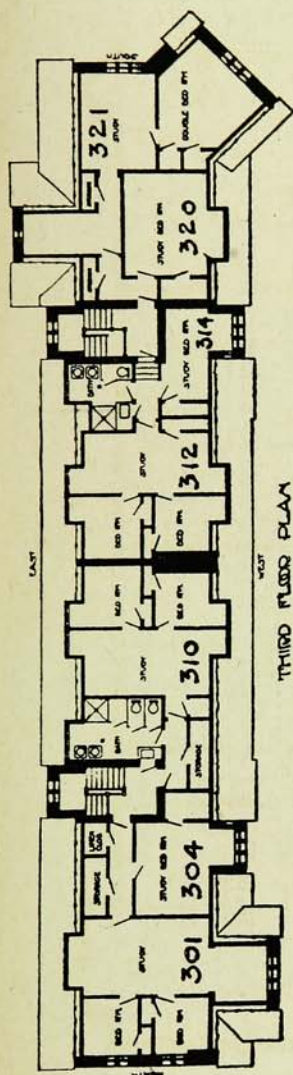 SOUTH
321
STUDY
DOUBLE BED RM
STUDY BED RM
320
BATH
STUDY BED RM
314
STUDY
312
BED RM
BED RM
EAST
WEST
THIRD FLOOR PLAN
BED RM
BED RM
STUDY
310
BATH
STORAGE
LINEN
CLOS
STORAGE
STUDY BED RM
304
STUDY
301
BED RM
BED RM